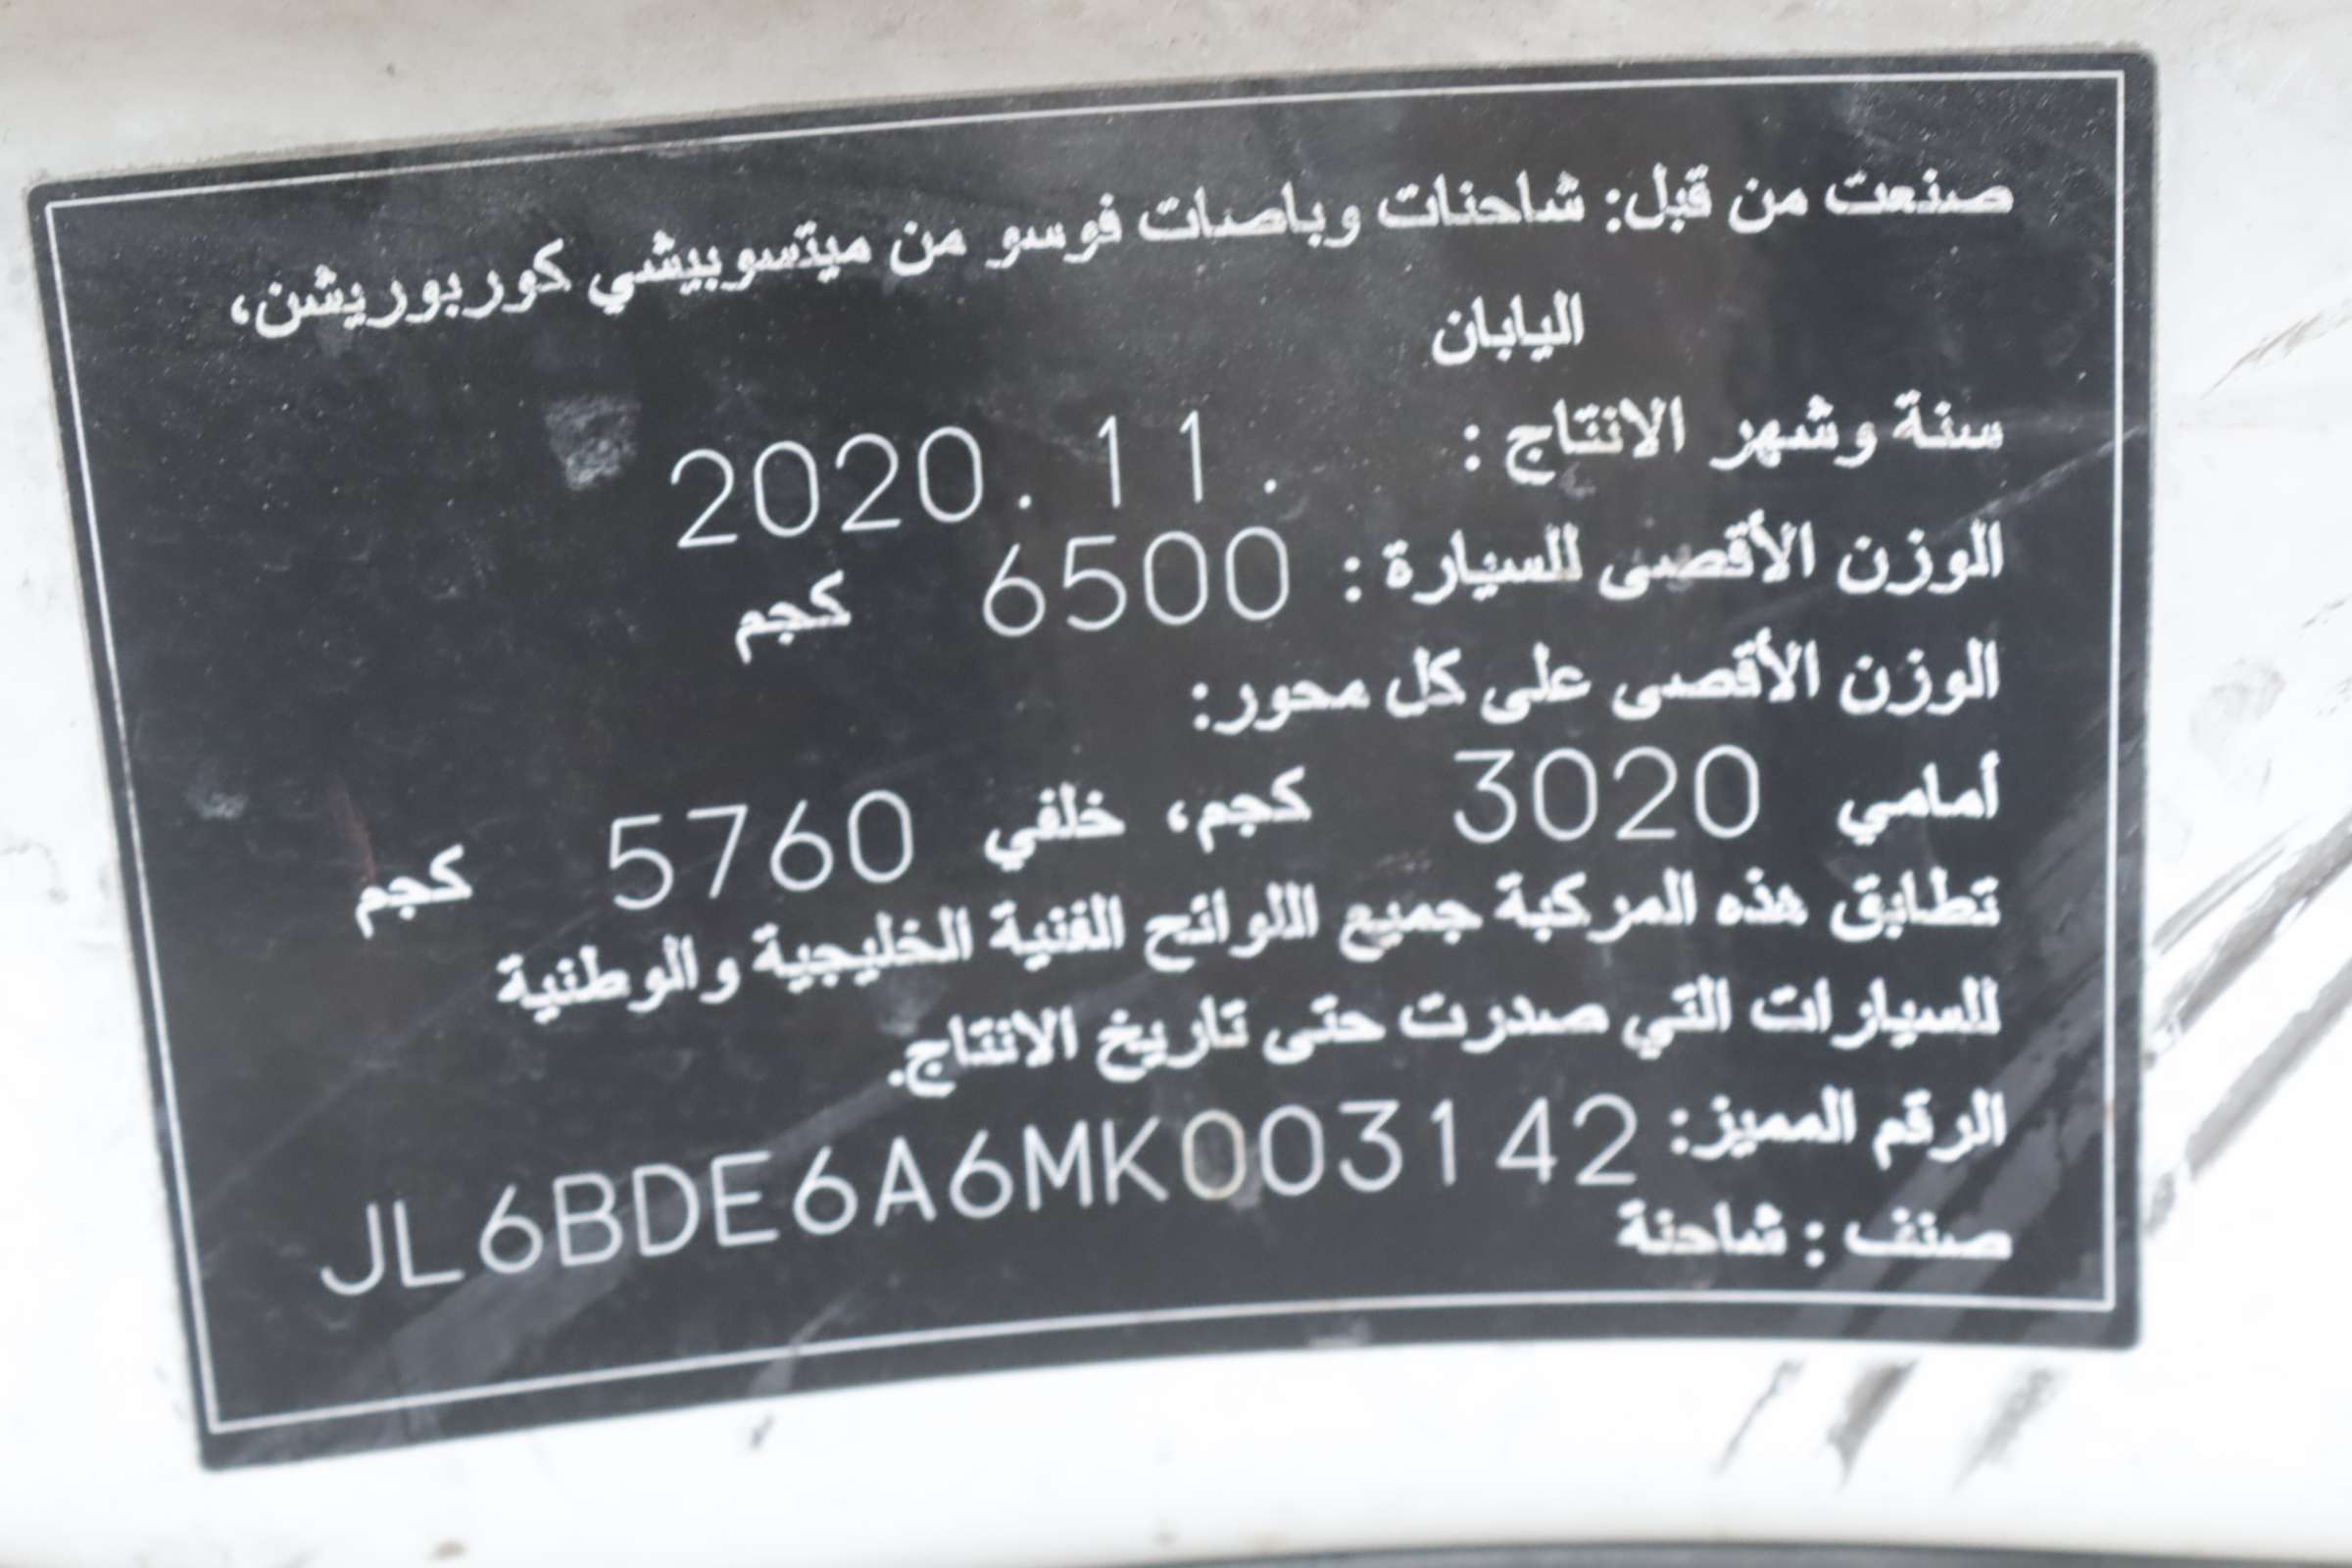 صنعت من قبل: شاحنات وباصات فوسو من ميتسوبيشي كوربوريشن،
اليابان
سنة وشهر الانتاج : 2020.11.
الوزن الأقصى للسيارة : 6500 كجم
الوزن الأقصى على كل محور:
أمامي 3020 كجم، خلفي 5760 كجم
تطابق هذه المركبة جميع اللوائح الفنية الخليجية والوطنية
للسيارات التي صدرت حتى تاريخ الانتاج.
الرقم المميز: JL6BDE6A6MK003142
صنف : شاحنة